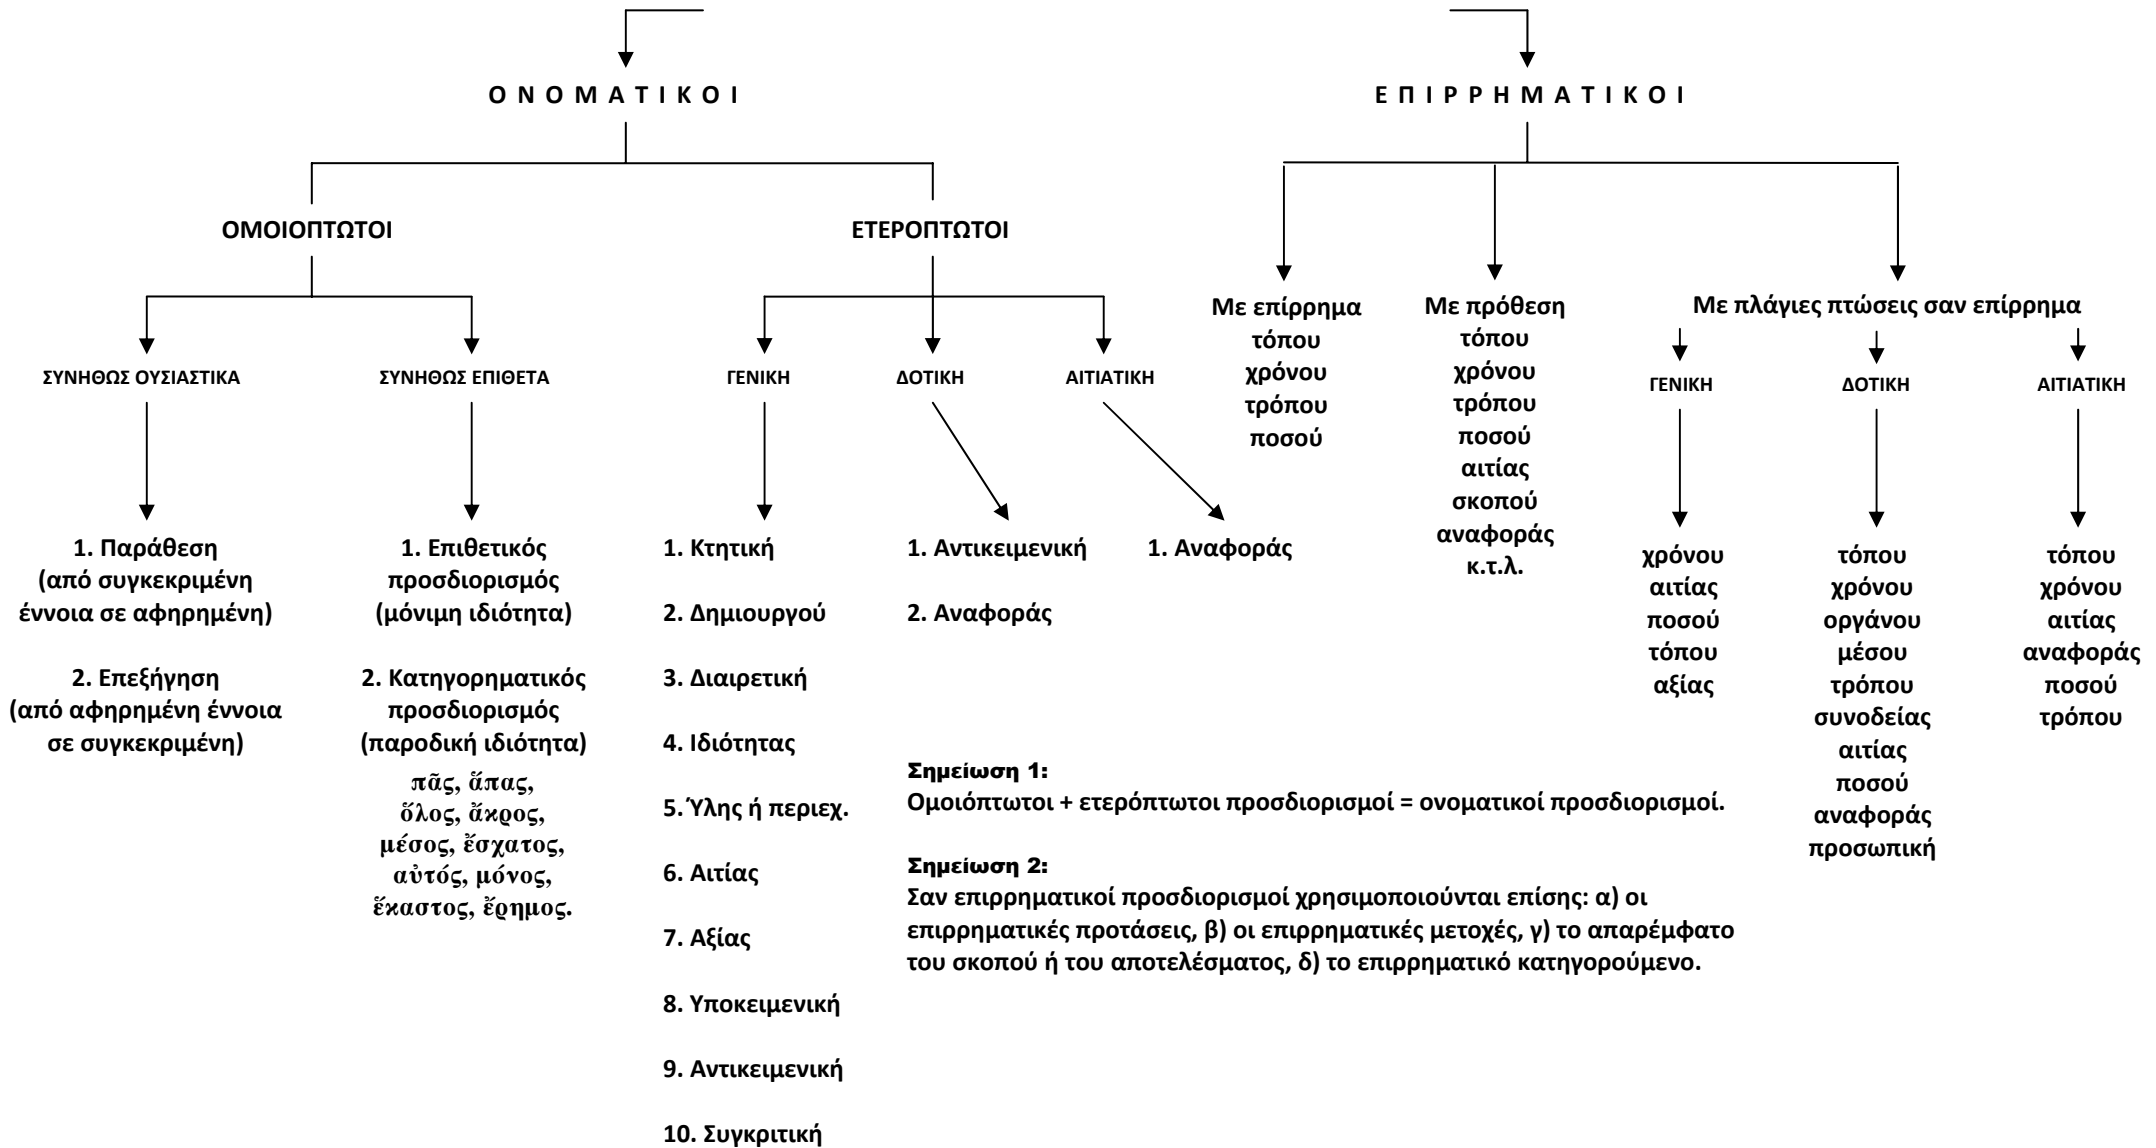 Ο Ν Ο Μ Α Τ Ι Κ Ο Ι
Ε Π Ι Ρ Ρ Η Μ Α Τ Ι Κ Ο Ι
ΟΜΟΙΟΠΤΩΤΟΙ
ΕΤΕΡΟΠΤΩΤΟΙ
ΣΥΝΗΘΩΣ ΟΥΣΙΑΣΤΙΚΑ
ΣΥΝΗΘΩΣ ΕΠΙΘΕΤΑ
ΓΕΝΙΚΗ
ΔΟΤΙΚΗ
ΑΙΤΙΑΤΙΚΗ
1. Παράθεση
(από συγκεκριμένη
έννοια σε αφηρημένη)
2. Επεξήγηση
(από αφηρημένη έννοια
σε συγκεκριμένη)
1. Επιθετικός
προσδιορισμός
(μόνιμη ιδιότητα)
2. Κατηγορηματικός
προσδιορισμός
(παροδική ιδιότητα)
πᾶς, ἅπας,
ὅλος, ἄκρος,
μέσος, ἔσχατος,
αὐτός, μόνος,
ἕκαστος, ἔρημος.
1. Κτητική
2. Δημιουργού
3. Διαιρετική
4. Ιδιότητας
5. Ύλης ή περιεχ.
6. Αιτίας
7. Αξίας
8. Υποκειμενική
9. Αντικειμενική
10. Συγκριτική
1. Αντικειμενική
2. Αναφοράς
1. Αναφοράς
Με επίρρημα
τόπου
χρόνου
τρόπου
ποσού
Με πρόθεση
τόπου
χρόνου
τρόπου
ποσού
αιτίας
σκοπού
αναφοράς
κ.τ.λ.
Με πλάγιες πτώσεις σαν επίρρημα
ΓΕΝΙΚΗ
ΔΟΤΙΚΗ
ΑΙΤΙΑΤΙΚΗ
χρόνου
αιτίας
ποσού
τόπου
αξίας
τόπου
χρόνου
οργάνου
μέσου
τρόπου
συνοδείας
αιτίας
ποσού
αναφοράς
προσωπική
τόπου
χρόνου
αιτίας
αναφοράς
ποσού
τρόπου
Σημείωση 1:
Ομοιόπτωτοι + ετερόπτωτοι προσδιορισμοί = ονοματικοί προσδιορισμοί.
Σημείωση 2:
Σαν επιρρηματικοί προσδιορισμοί χρησιμοποιούνται επίσης: α) οι
επιρρηματικές προτάσεις, β) οι επιρρηματικές μετοχές, γ) το απαρέμφατο
του σκοπού ή του αποτελέσματος, δ) το επιρρηματικό κατηγορούμενο.